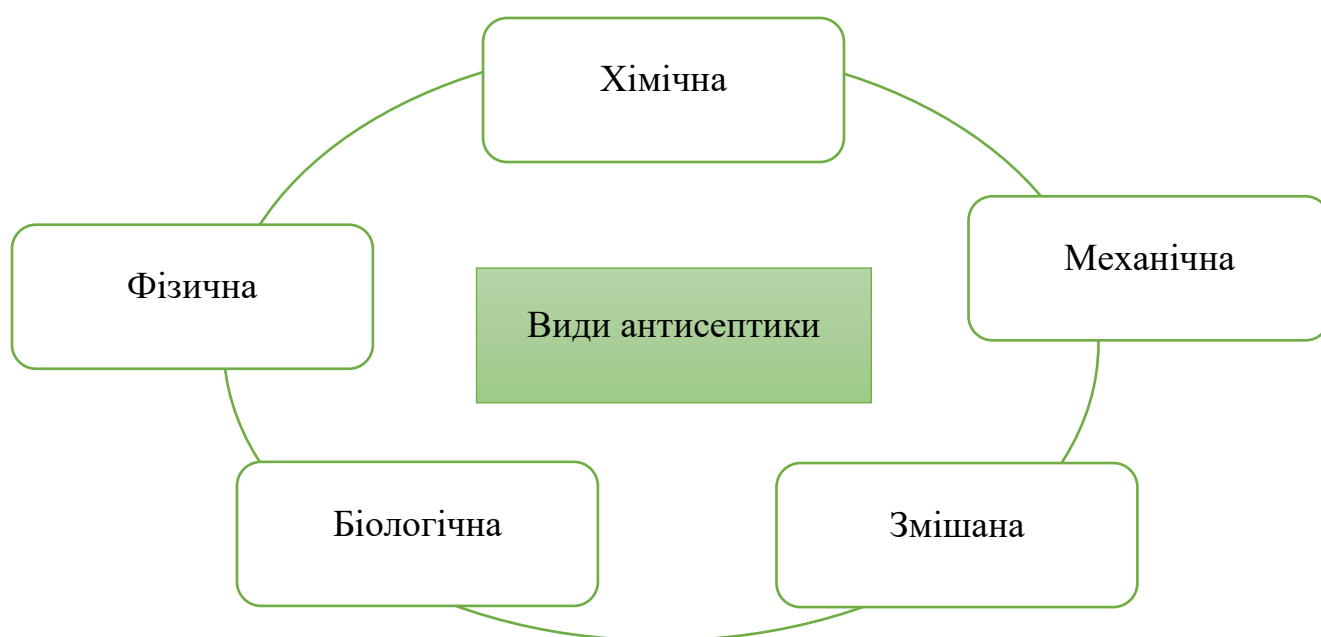 Хімічна
Механічна
Фізична
Види антисептики
Біологічна
Змішана